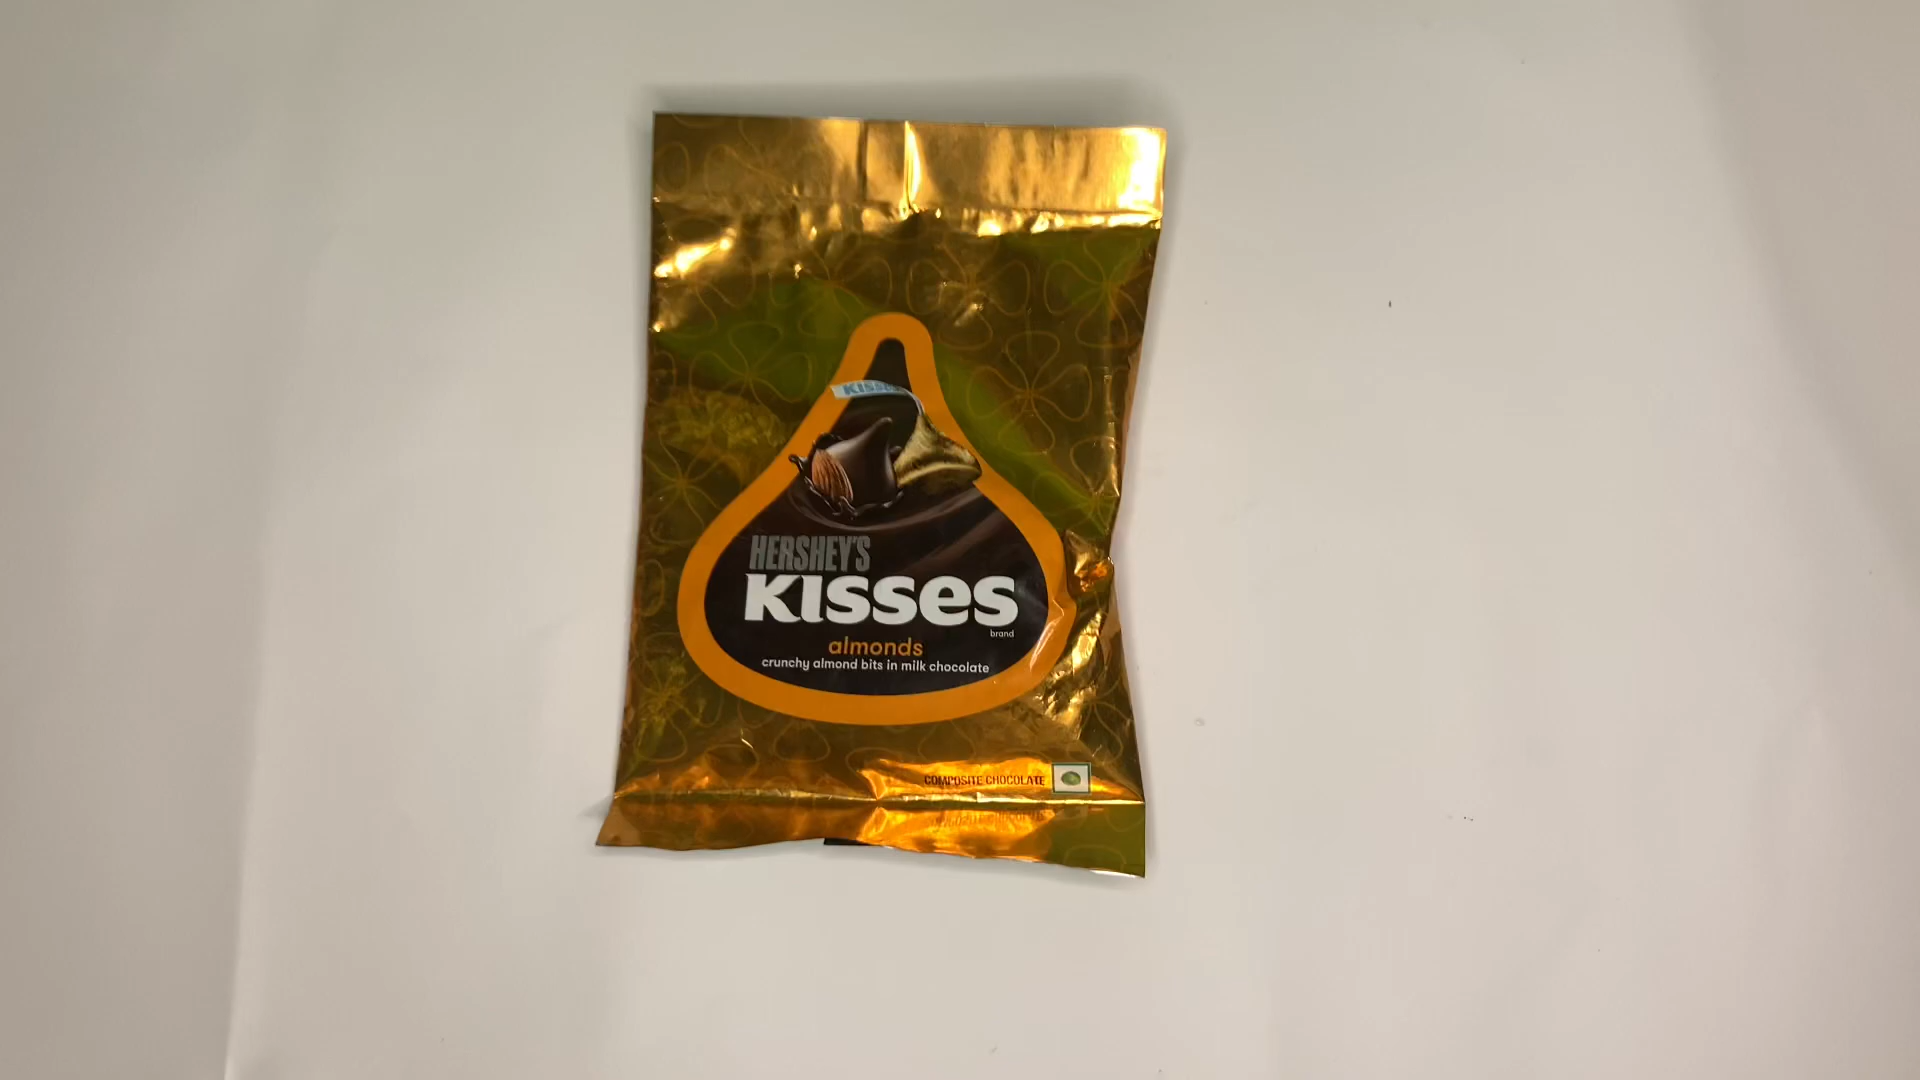 KISSES
HERSHEY'S
KISSES
brand
almonds
crunchy almond bits in milk chocolate
COMPOSITE CHOCOLATE